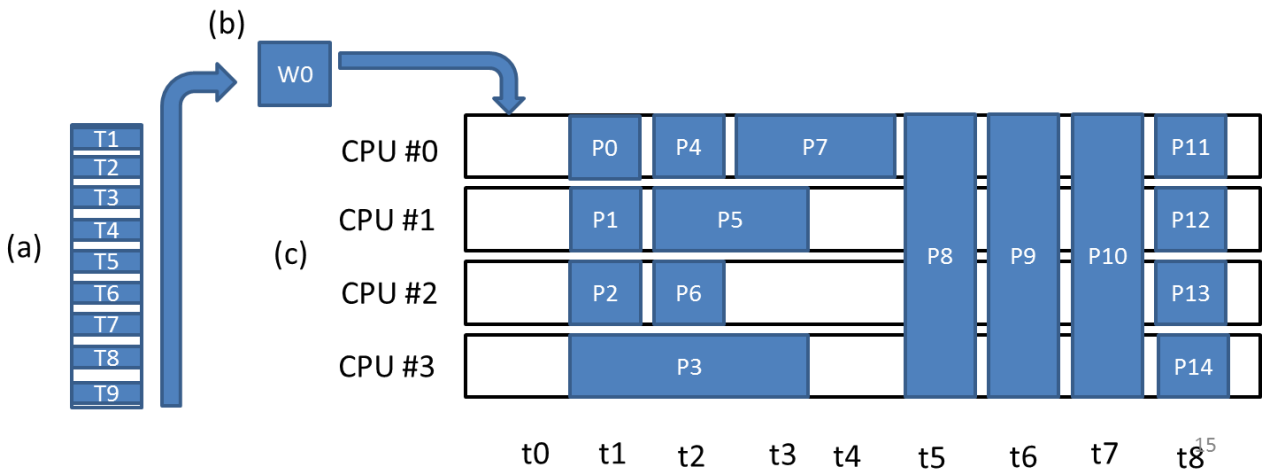 (b)
W0
T1
T2
T3
T4
T5
T6
T7
T8
T9
(a)
(c)
CPU #0 P0 P4 P7 P11
CPU #1 P1 P5 P12
P8 P9 P10
CPU #2 P2 P6 P13
CPU #3 P3 P14
t0 t1 t2 t3 t4 t5 t6 t7 t8
15